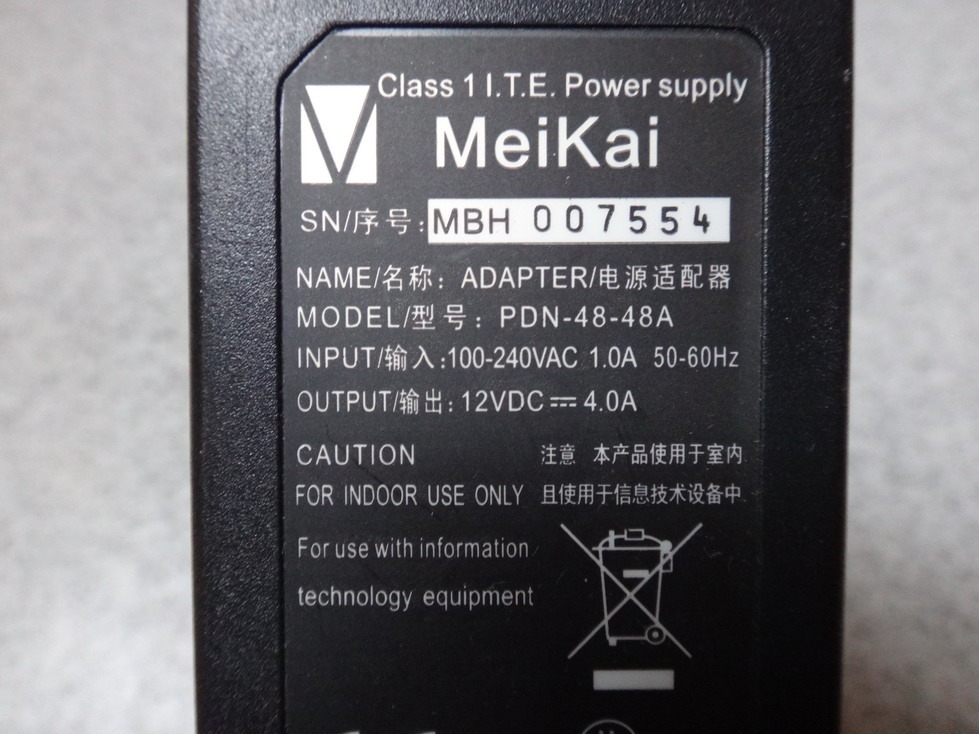 Class 1 I.T.E. Power supply
MeiKai
SN/序号:MBH 007554
NAME/名称: ADAPTER/电源适配器
MODEL/型号: PDN-48-48A
INPUT/输入:100-240VAC 1.0A 50-60Hz
OUTPUT/输出:12VDC⎓4.0A
CAUTION 注意 本产品使用于室内
FOR INDOOR USE ONLY 且使用于信息技术设备中
For use with information
technology equipment